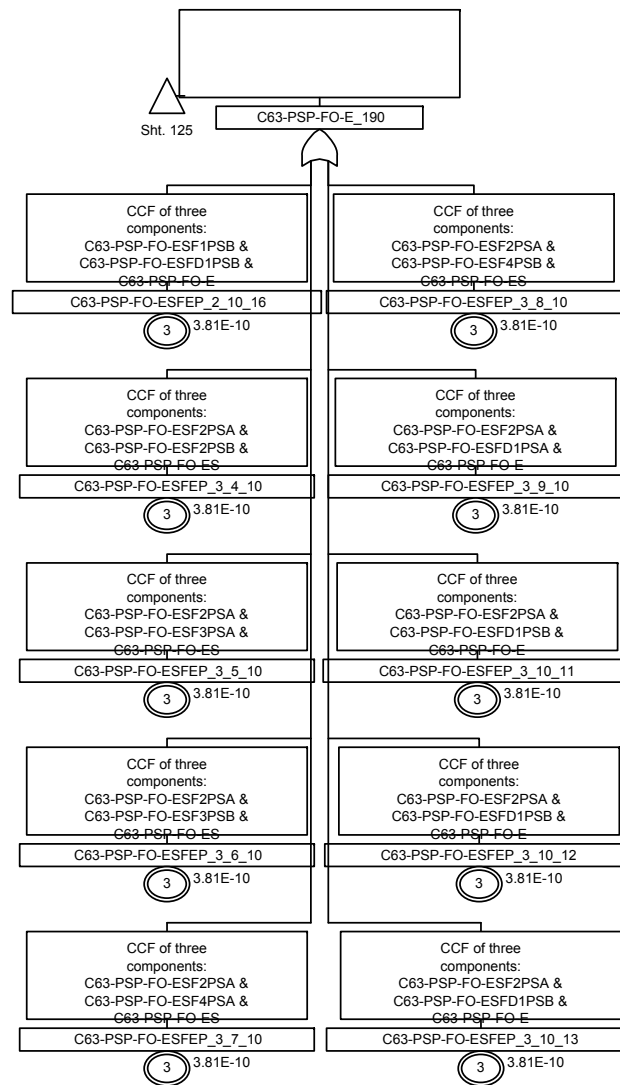 Sht. 125
C63-PSP-FO-E_190
CCF of three
components:
C63-PSP-FO-ESF1PSB &
C63-PSP-FO-ESFD1PSB &
C63-PSP-FO-E
C63-PSP-FO-ESFEP_2_10_16
3
3.81E-10
CCF of three
components:
C63-PSP-FO-ESF2PSA &
C63-PSP-FO-ESF4PSB &
C63-PSP-FO-ES
C63-PSP-FO-ESFEP_3_8_10
3
3.81E-10
CCF of three
components:
C63-PSP-FO-ESF2PSA &
C63-PSP-FO-ESF2PSB &
C63-PSP-FO-ES
C63-PSP-FO-ESFEP_3_4_10
3
3.81E-10
CCF of three
components:
C63-PSP-FO-ESF2PSA &
C63-PSP-FO-ESFD1PSA &
C63-PSP-FO-E
C63-PSP-FO-ESFEP_3_9_10
3
3.81E-10
CCF of three
components:
C63-PSP-FO-ESF2PSA &
C63-PSP-FO-ESF3PSA &
C63-PSP-FO-ES
C63-PSP-FO-ESFEP_3_5_10
3
3.81E-10
CCF of three
components:
C63-PSP-FO-ESF2PSA &
C63-PSP-FO-ESFD1PSB &
C63-PSP-FO-E
C63-PSP-FO-ESFEP_3_10_11
3
3.81E-10
CCF of three
components:
C63-PSP-FO-ESF2PSA &
C63-PSP-FO-ESF3PSB &
C63-PSP-FO-ES
C63-PSP-FO-ESFEP_3_6_10
3
3.81E-10
CCF of three
components:
C63-PSP-FO-ESF2PSA &
C63-PSP-FO-ESFD1PSB &
C63-PSP-FO-E
C63-PSP-FO-ESFEP_3_10_12
3
3.81E-10
CCF of three
components:
C63-PSP-FO-ESF2PSA &
C63-PSP-FO-ESF4PSA &
C63-PSP-FO-ES
C63-PSP-FO-ESFEP_3_7_10
3
3.81E-10
CCF of three
components:
C63-PSP-FO-ESF2PSA &
C63-PSP-FO-ESFD1PSB &
C63-PSP-FO-E
C63-PSP-FO-ESFEP_3_10_13
3
3.81E-10